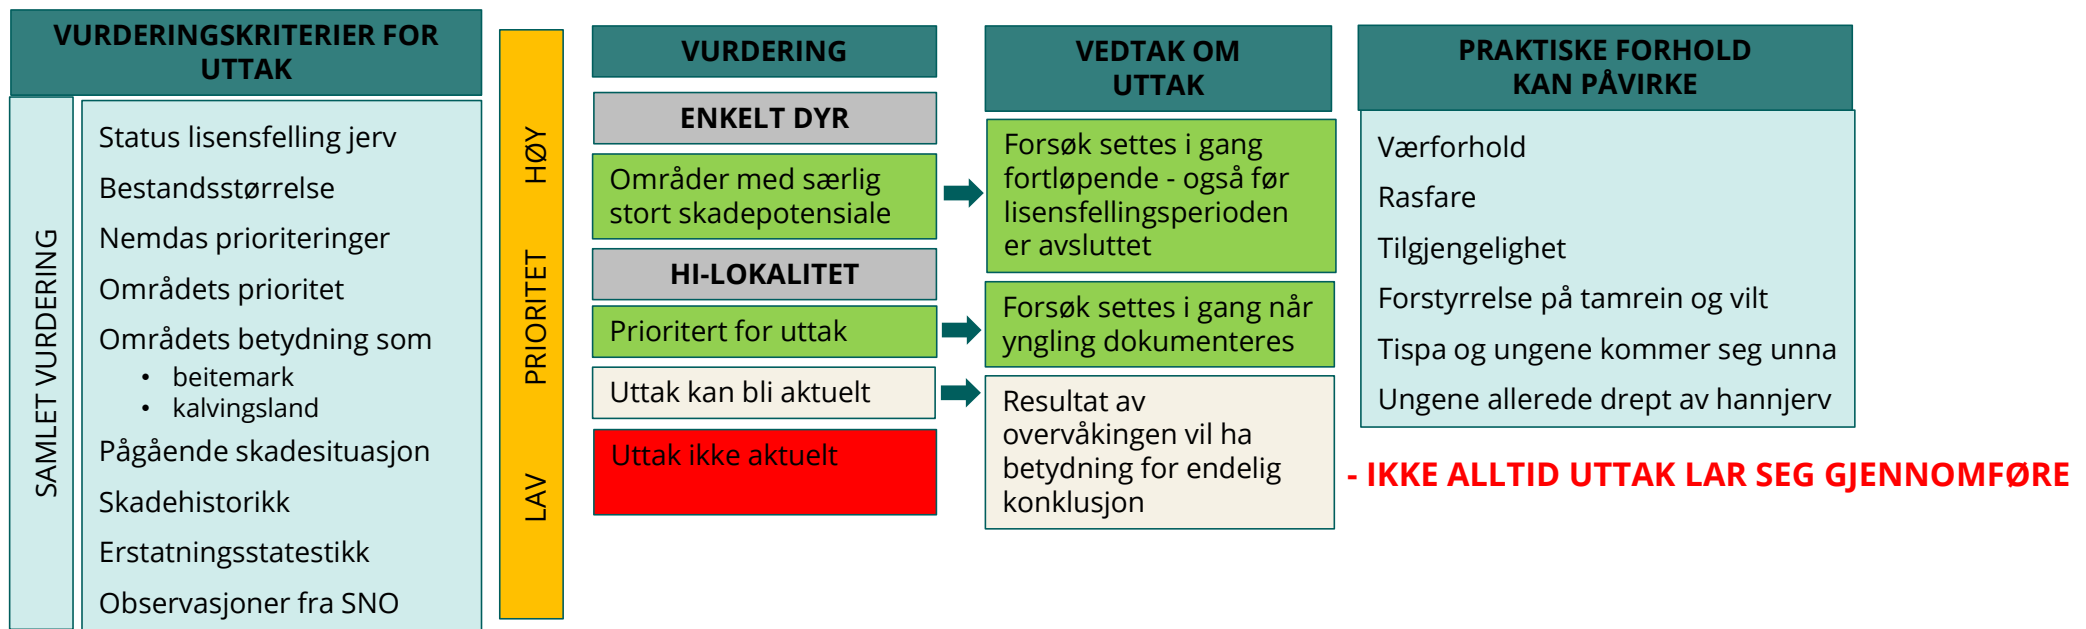 VURDERINGSKRITERIER FOR
UTTAK
SAMLET VURDERING
Status lisensfelling jerv
Bestandsstørrelse
Nemdas prioriteringer
Områdets prioritet
Områdets betydning som
• beitemark
• kalvingsland
Pågående skadesituasjon
Skadehistorikk
Erstatningsstatestikk
Observasjoner fra SNO
LAV PRIORITET HØY
VURDERING
ENKELT DYR
Områder med særlig
stort skadepotensiale
HI-LOKALITET
Prioritert for uttak
Uttak kan bli aktuelt
Uttak ikke aktuelt
VEDTAK OM
UTTAK
Forsøk settes i gang
fortløpende - også før
lisensfellingsperioden
er avsluttet
Forsøk settes i gang når
yngling dokumenteres
Resultat av
overvåkingen vil ha
betydning for endelig
konklusjon
PRAKTISKE FORHOLD
KAN PÅVIRKE
Værforhold
Rasfare
Tilgjengelighet
Forstyrrelse på tamrein og vilt
Tispa og ungene kommer seg unna
Ungene allerede drept av hannjerv
- IKKE ALLTID UTTAK LAR SEG GJENNOMFØRE